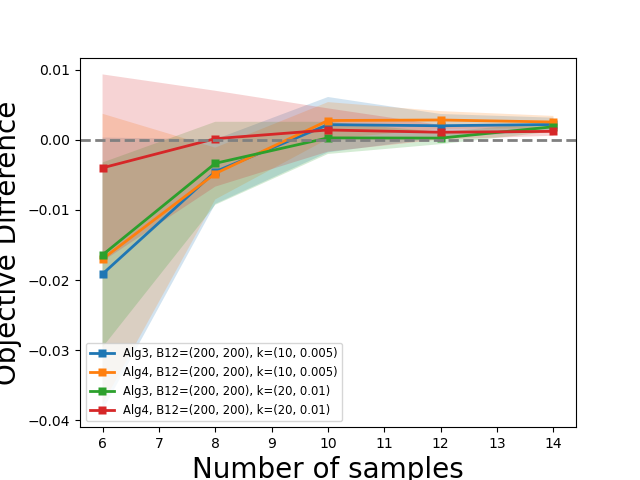 0.01
0.00
−0.01
−0.02
−0.03
−0.04
Objective Difference
Alg3, B12=(200, 200), k=(10, 0.005)
Alg4, B12=(200, 200), k=(10, 0.005)
Alg3, B12=(200, 200), k=(20, 0.01)
Alg4, B12=(200, 200), k=(20, 0.01)
6 7 8 9 10 11 12 13 14
Number of samples